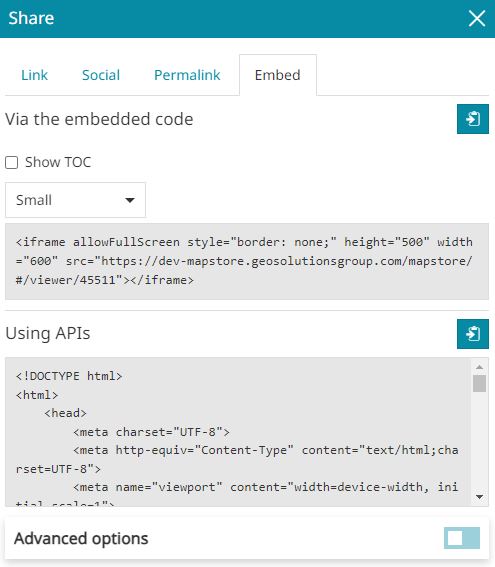 Share
Link Social Permalink Embed
Via the embedded code
Show TOC
Small
<iframe allowFullScreen style="border: none;" height="500" width
="600" src="https://dev-mapstore.geosolutionsgroup.com/mapstore/
#/viewer/45511"></iframe>
Using APIs
<!DOCTYPE html>
<html>
<head>
<meta charset="UTF-8">
<meta http-equiv="Content-Type" content="text/html;cha
rset=UTF-8">
<meta name="viewport" content="width=device-width, ini
tial-scale=1">
Advanced options